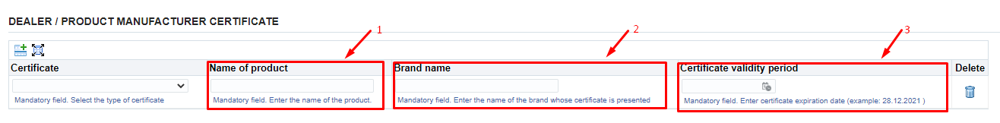 DEALER / PRODUCT MANUFACTURER CERTIFICATE
1
2
3
Certificate
Name of product
Brand name
Certificate validity period
Delete
Mandatory field. Select the type of certificate
Mandatory field. Enter the name of the product.
Mandatory field. Enter the name of the brand whose certificate is presented
Mandatory field. Enter certificate expiration date (example: 28.12.2021 )